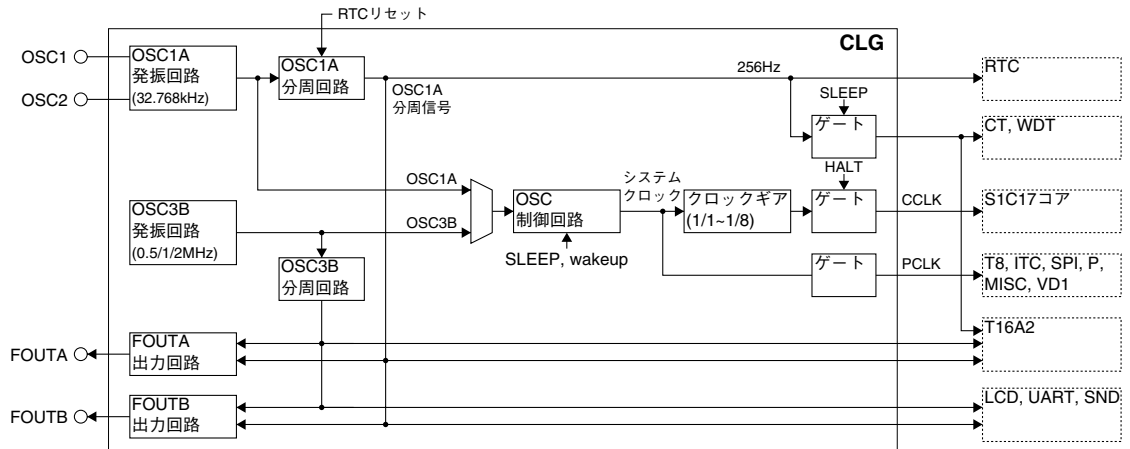 RTCリセット
CLG
OSC1
OSC2
OSC1A
発振回路
(32.768kHz)
OSC1A
分周回路
OSC1A
分周信号
256Hz
RTC
SLEEP
ゲート
CT, WDT
HALT
OSC1A
システム
クロック
OSC3B
発振回路
(0.5/1/2MHz)
OSC3B
OSC
制御回路
クロックギア
(1/1~1/8)
ゲート
CCLK
S1C17コア
SLEEP, wakeup
OSC3B
分周回路
ゲート
PCLK
T8, ITC, SPI, P,
MISC, VD1
FOUTA
FOUTA
出力回路
T16A2
FOUTB
FOUTB
出力回路
LCD, UART, SND